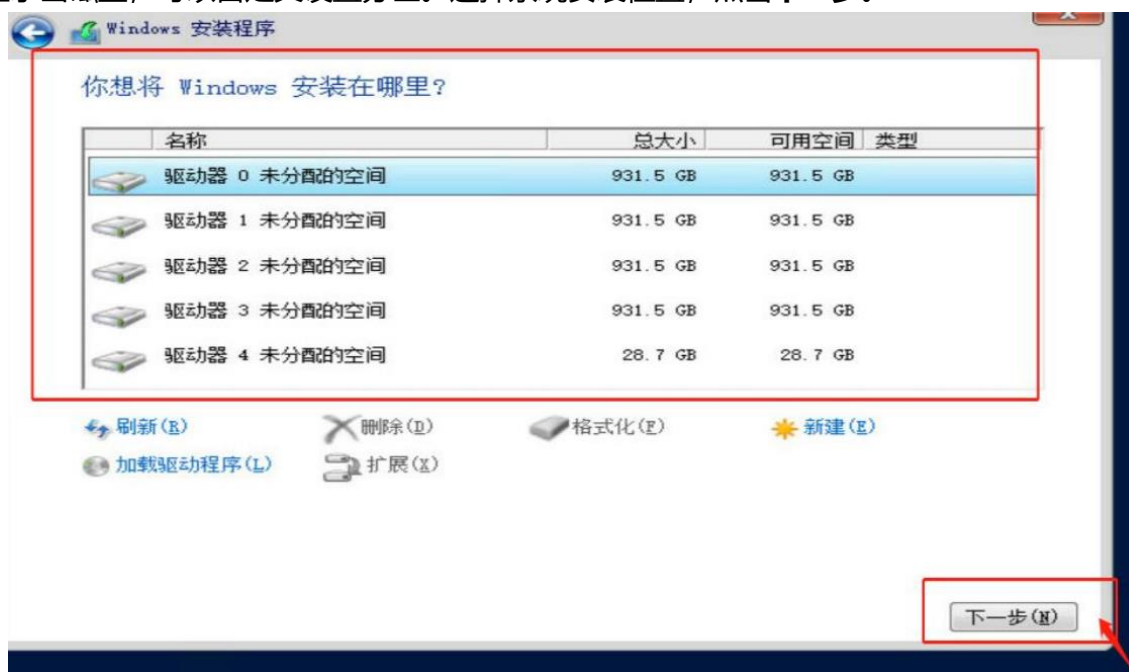 Windows 安装程序
你想将 Windows 安装在哪里?
名称 总大小 可用空间 类型
驱动器 0 未分配的空间 931.5 GB 931.5 GB
驱动器 1 未分配的空间 931.5 GB 931.5 GB
驱动器 2 未分配的空间 931.5 GB 931.5 GB
驱动器 3 未分配的空间 931.5 GB 931.5 GB
驱动器 4 未分配的空间 28.7 GB 28.7 GB
刷新(R) 删除(D) 格式化(F) 新建(E)
加载驱动程序(L) 扩展(X)
下一步(N)